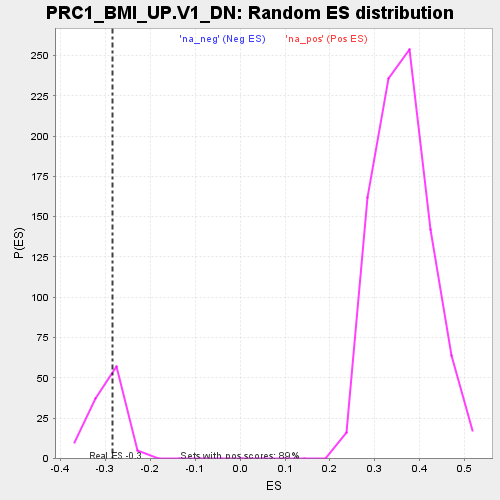 PRC1_BMI_UP.V1_DN: Random ES distribution
'na_neg' (Neg ES) 'na_pos' (Pos ES)
250
225
200
175
150
125
100
75
50
25
0
P(ES)
Real ES -0.3 Sets with pos scores: 89%
-0.4 -0.3 -0.2 -0.1 0.0 0.1 0.2 0.3 0.4 0.5
ES